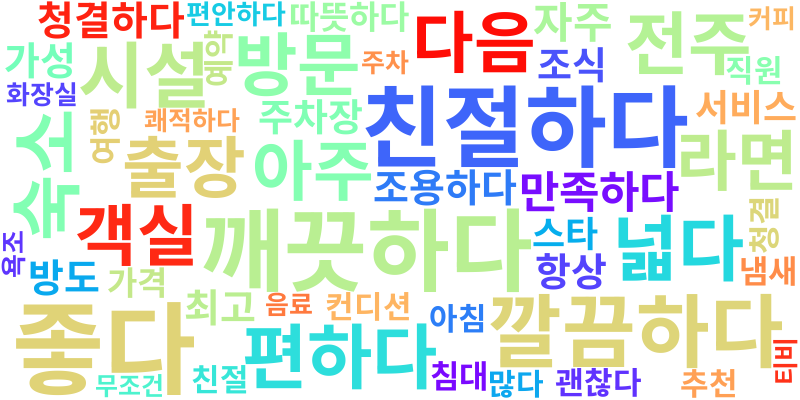 청결하다 편안하다 따뜻하다 다음 자주 전주 커피
가성 시설 예약 방문 주차 조식 직원
화장실 여행 쾌적하다 주차장 친절하다 서비스
숙소 출장 아주 조용하다 만족하다 라면
객실 깨끗하다 스타 넓다 청결
욕조 방도 가격 항상 냄새
좋다 최고 음료 컨디션 아침 깔끔하다
편하다 티비
무조건 친절 침대 많다 괜찮다 추천